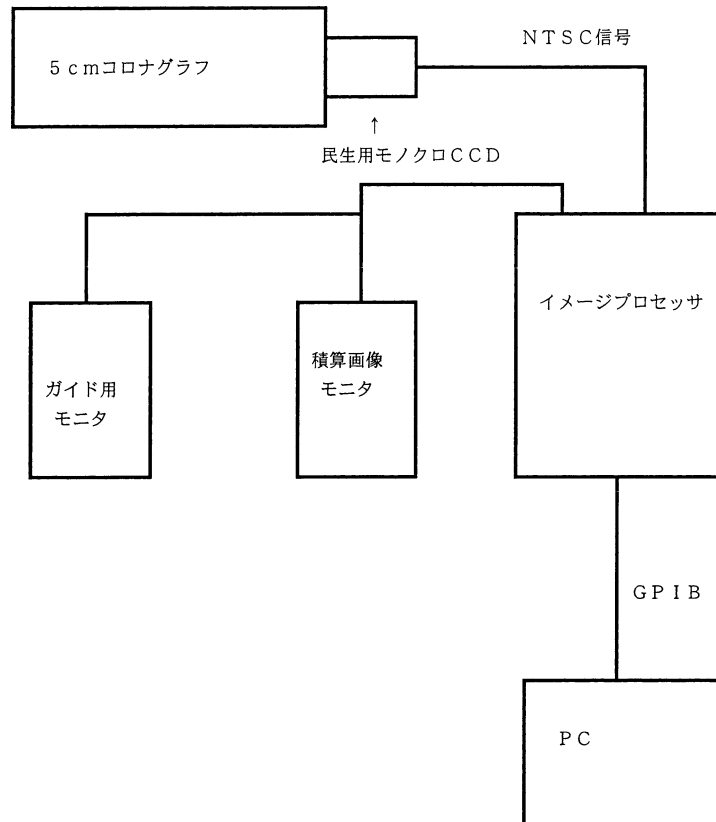 NTSC信号
5cmコロナグラフ
↑
民生用モノクロCCD
イメージプロセッサ
積算画像
モニタ
ガイド用
モニタ
GPIB
PC